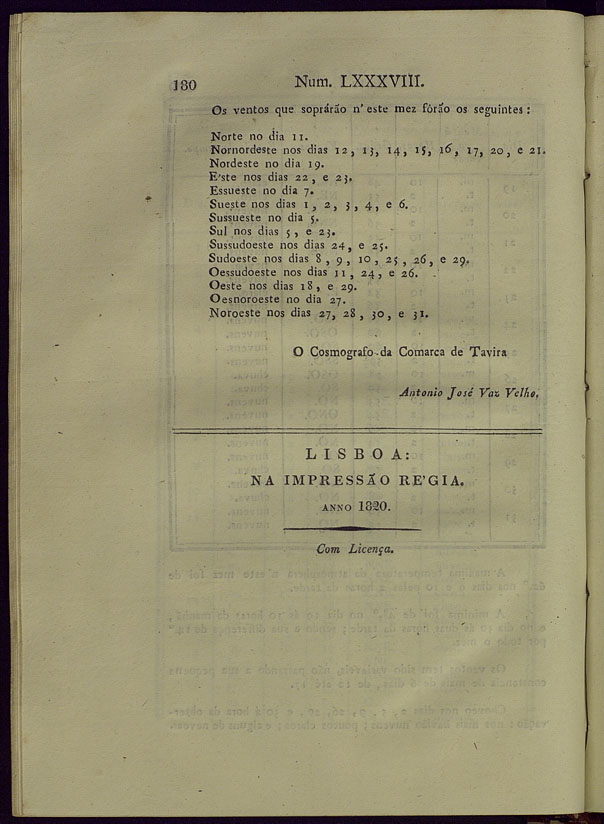 180 Num. LXXXVIII.
Os ventos que soprárão n'este mez fôrão os seguintes:
Norte no dia 11.
Nornordeste nos dias 12, 13, 14, 15, 16, 17, 20, e 21.
Nordeste no dia 19.
E'ste nos dias 22, e 23.
Essueste no dia 7.
Sueste nos dias 1, 2, 3, 4, e 6.
Sussueste no dia 5.
Sul nos dias 5, e 23.
Sussudoeste nos dias 24, e 25.
Sudoeste nos dias 8, 9, 10, 25, 26, e 29.
Oessudoeste nos dias 11, 24, e 26.
Oeste nos dias 18, e 29.
Oesnoroeste no dia 27.
Noroeste nos dias 27, 28, 30, e 31.
O Cosmografo da Comarca de Tavira
Antonio José Vaz Velho.
LISBOA:
NA IMPRESSÃO RE'GIA.
ANNO 1820.
Com Licença.